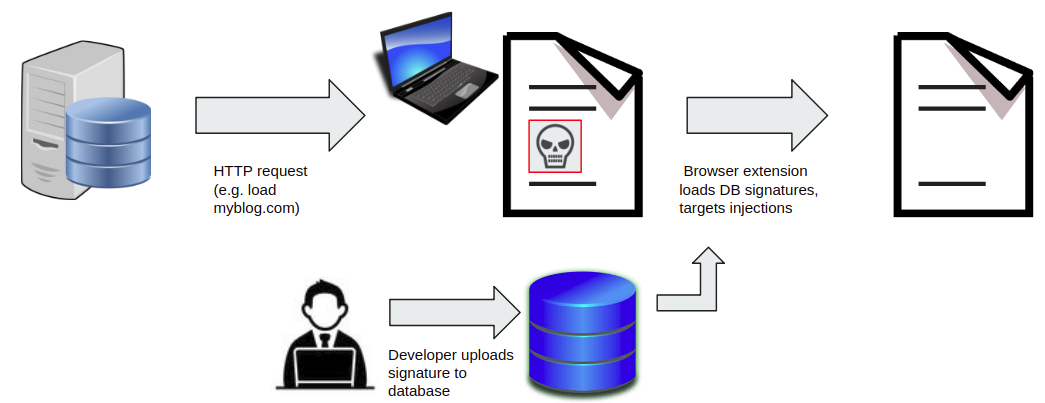 HTTP request
(e.g. load
myblog.com)
Browser extension
loads DB signatures,
targets injections
Developer uploads
signature to
database